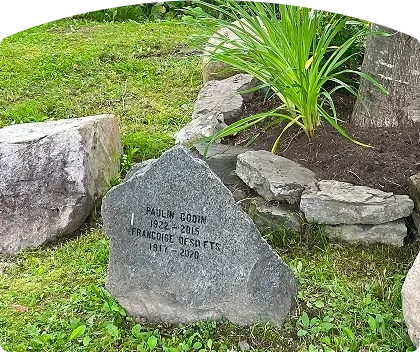 PAULIN GODIN
1922 - 2015
FRANÇOISE DESILETS
1917 - 2020